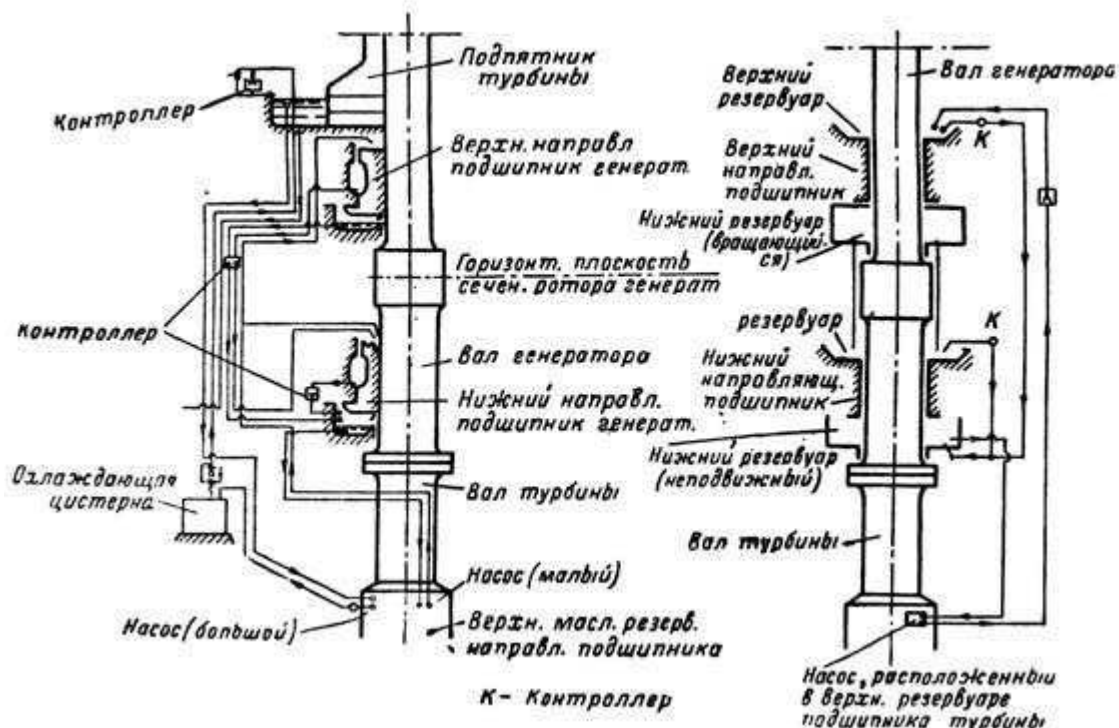 Подпятник
турбины
Контроллер
Верхн. направл
подшипник генерат.
Горизонт. плоскость
сечен. ротора генерат
Контроллер
Вал генератора
Нижний направл.
подшипник генерат.
Охлаждающая
цистерна
Вал турбины
Насос (малый)
Насос (большой)
Верхн. масл. резерв.
направл. подшипника
К - Контроллер
Верхний
резервуар
Вал генератора
К
Верхний
направл.
подшипник
Нижний резервуар
(вращающий-
ся)
резервуар
К
Нижний
направляющ.
подшипник
Нижний резервуар
(неподвижный)
Вал турбины
Насос, расположенный
в верхн. резервуаре
подшипника турбины